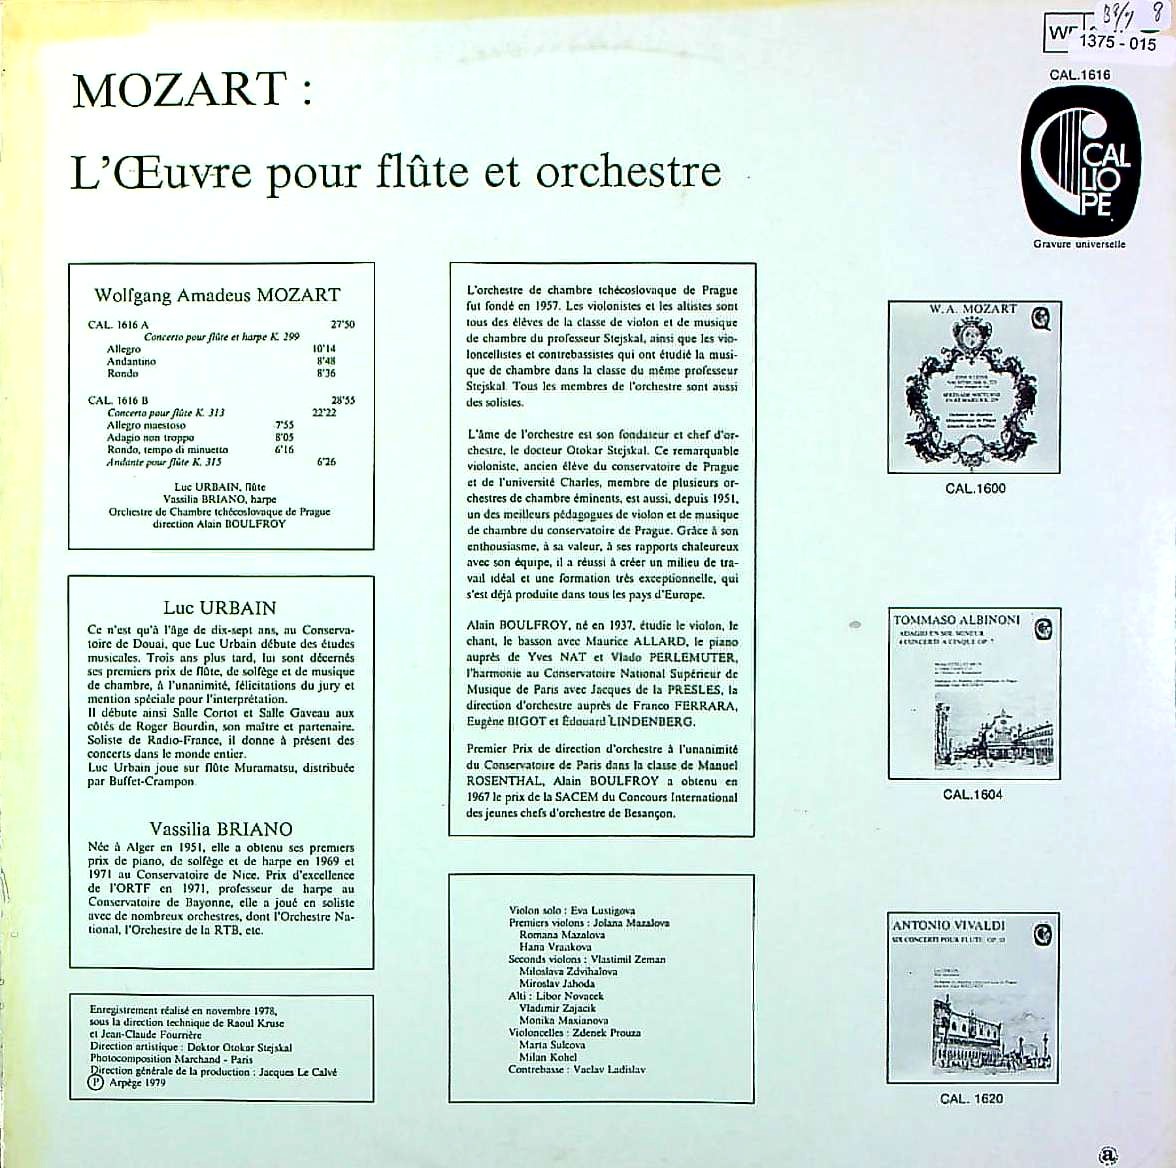 MOZART :
L'Œuvre pour flûte et orchestre
1375 - 015
CAL.1616
CAL
LIO
PE
Gravure universelle
Wolfgang Amadeus MOZART
CAL. 1616 A 27'50
Concerto pour flûte et harpe K. 299
Allegro 10'14
Andantino 8'48
Rondo 8'36
CAL. 1616 B 28'55
Concerto pour flûte K. 313 22'22
Allegro maestoso 7'55
Adagio non troppo 8'05
Rondo, tempo di minuetto 6'16
Andante pour flûte K. 315 6'26
Luc URBAIN, flûte
Vassilia BRIANO, harpe
Orchestre de Chambre tchécoslovaque de Prague
direction Alain BOULFROY
Luc URBAIN
Ce n'est qu'à l'âge de dix-sept ans, au Conserva-
toire de Douai, que Luc Urbain débute des études
musicales. Trois ans plus tard, lui sont décernés
ses premiers prix de flûte, de solfège et de musique
de chambre, à l'unanimité, félicitations du jury et
mention spéciale pour l'interprétation.
Il débute ainsi Salle Cortot et Salle Gaveau aux
côtés de Roger Bourdin, son maître et partenaire.
Soliste de Radio-France, il donne à présent des
concerts dans le monde entier.
Luc Urbain joue sur flûte Muramatsu, distribuée
par Buffet-Crampon
Vassilia BRIANO
Née à Alger en 1951, elle a obtenu ses premiers
prix de piano, de solfège et de harpe en 1969 et
1971 au Conservatoire de Nice. Prix d'excellence
de l'ORTF en 1971, professeur de harpe au
Conservatoire de Bayonne, elle a joué en soliste
avec de nombreux orchestres, dont l'Orchestre Na-
tional, l'Orchestre de la RTB, etc.
Enregistrement réalisé en novembre 1978,
sous la direction technique de Raoul Kruse
et Jean-Claude Fournière
Direction artistique : Doktor Otokar Stejskal
Photocomposition Marchand - Paris
Direction générale de la production : Jacques Le Calvé
Ⓟ Arpège 1979
L'orchestre de chambre tchécoslovaque de Prague
fut fondé en 1957. Les violonistes et les altistes sont
tous des élèves de la classe de violon et de musique
de chambre du professeur Stejskal, ainsi que les vio-
loncellistes et contrebassistes qui ont étudié la musi-
que de chambre dans la classe du même professeur
Stejskal. Tous les membres de l'orchestre sont aussi
des solistes.
L'âme de l'orchestre est son fondateur et chef d'or-
chestre, le docteur Otokar Stejskal. Ce remarquable
violoniste, ancien élève du conservatoire de Prague
et de l'université Charles, membre de plusieurs or-
chestres de chambre éminents, est aussi, depuis 1951,
un des meilleurs pédagogues de violon et de musique
de chambre du conservatoire de Prague. Grâce à son
enthousiasme, à sa valeur, à ses rapports chaleureux
avec son équipe, il a réussi à créer un milieu de tra-
vail idéal et une formation très exceptionnelle, qui
s'est déjà produite dans tous les pays d'Europe.
Alain BOULFROY, né en 1937, étudie le violon, le
chant, le basson avec Maurice ALLARD, le piano
auprès de Yves NAT et Vlado PERLEMUTER,
l'harmonie au Conservatoire National Supérieur de
Musique de Paris avec Jacques de la PRESLES, la
direction d'orchestre auprès de Franco FERRARA,
Eugène BIGOT et Édouard LINDENBERG.
Premier Prix de direction d'orchestre à l'unanimité
du Conservatoire de Paris dans la classe de Manuel
ROSENTHAL, Alain BOULFROY a obtenu en
1967 le prix de la SACEM du Concours International
des jeunes chefs d'orchestre de Besançon.
Violon solo : Eva Lustigova
Premiers violons : Jolana Mazalova
Romana Mazalova
Hana Vraakova
Seconds violons : Vlastimil Zeman
Miloslava Zdvihalova
Miroslav Jahoda
Alti : Libor Novacek
Vladimir Zajacik
Monika Maxianova
Violoncelles : Zdenek Prouza
Marta Sulcova
Milan Kohel
Contrebasse : Vaclav Ladislav
W.A. MOZART
CAL.1600
TOMMASO ALBINONI
ADAGIO EN SOL MINEUR
4 CONCERTI A CINQUE OP. 7
CAL.1604
ANTONIO VIVALDI
SIX CONCERTI POUR FLUTE OP. 10
CAL. 1620
a